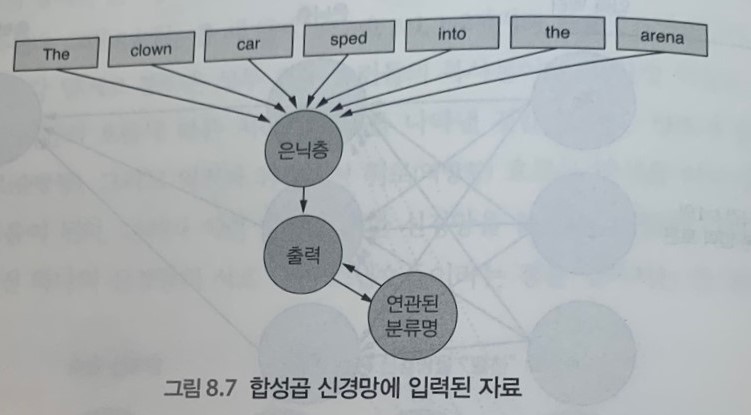 The clown car sped into the arena
은닉층
출력
연관된
분류명
그림 8.7 합성곱 신경망에 입력된 자료